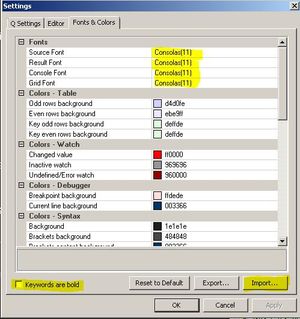 Settings
Q Settings Editor Fonts & Colors
Fonts
Source Font Consolas(11)
Result Font Consolas(11)
Console Font Consolas(11)
Grid Font Consolas(11)
Colors - Table
Odd rows background d4d0fe
Even rows background ebe9ff
Key odd rows background deffde
Key even rows background deffde
Colors - Watch
Changed value ff0000
Inactive watch 969696
Undefined/Error watch 960000
Colors - Debugger
Breakpoint background ffdede
Current line background 003366
Colors - Syntax
Background 1e1e1e
Brackets background 484848
Keywords are bold Reset to Default Export... Import...
OK Cancel Apply